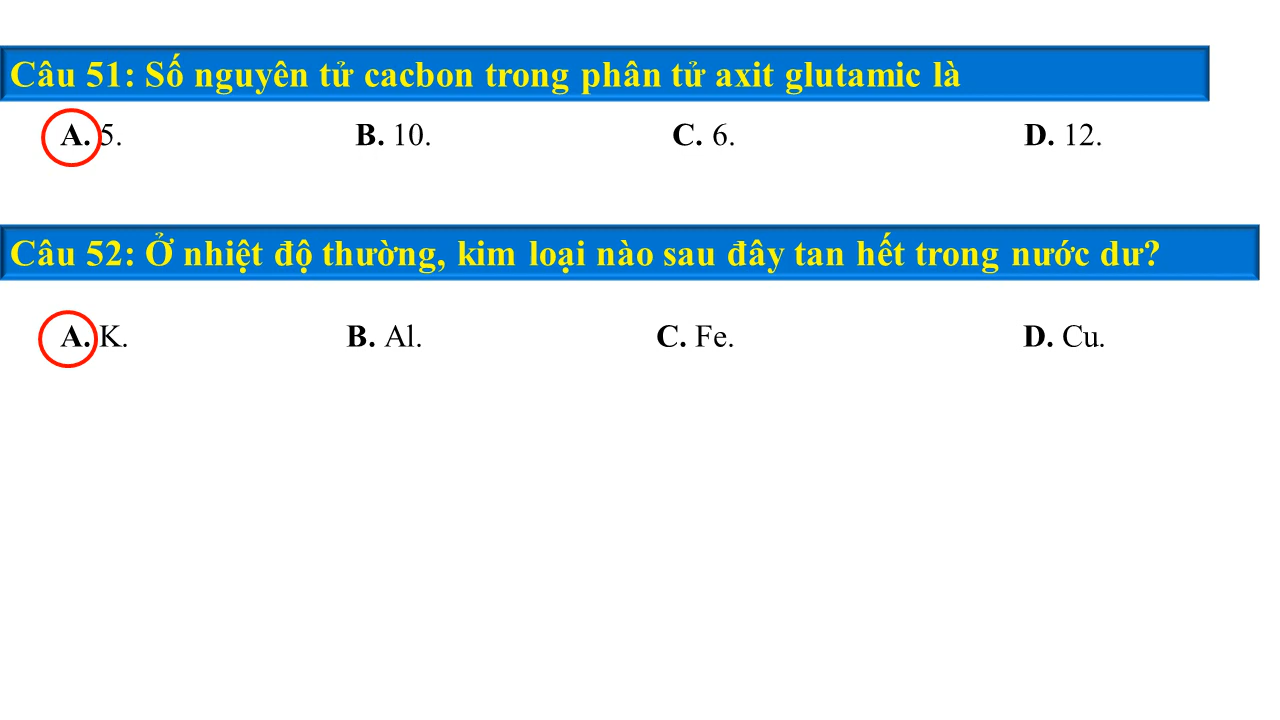 Câu 51: Số nguyên tử cacbon trong phân tử axit glutamic là
A. 5. B. 10. C. 6. D. 12.
Câu 52: Ở nhiệt độ thường, kim loại nào sau đây tan hết trong nước dư?
A. K. B. Al. C. Fe. D. Cu.